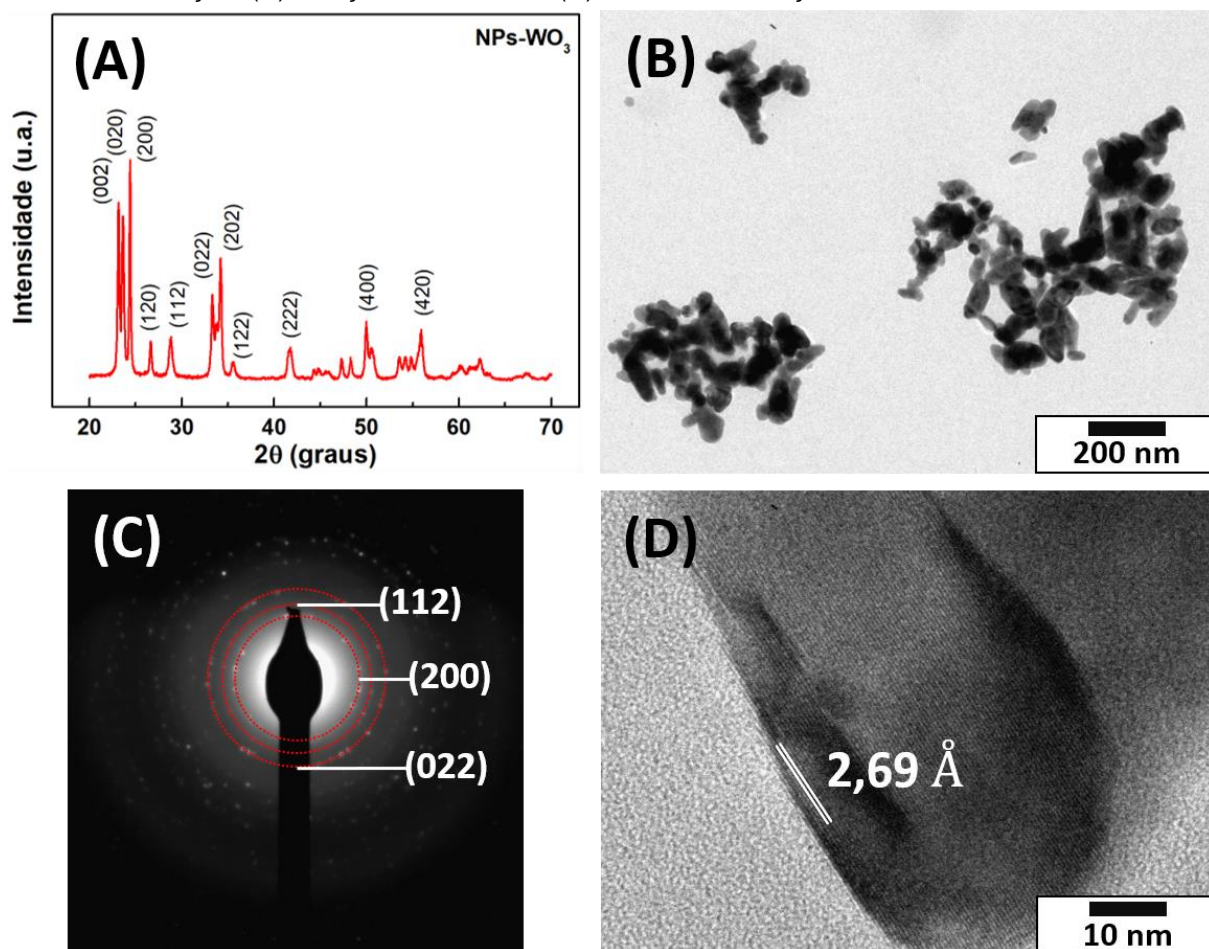 (A)
NPs-WO₃
Intensidade (u.a.)
(002)
(020)
(200)
(120)
(112)
(022)
(202)
(122)
(222)
(400)
(420)
20 30 40 50 60 70
2θ (graus)
(B)
200 nm
(C)
(112)
(200)
(022)
(D)
2,69 Å
10 nm